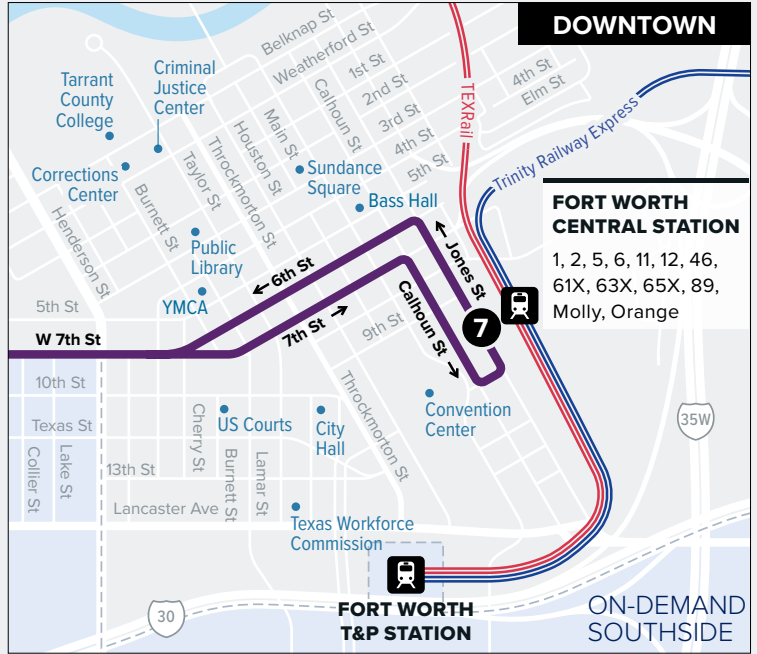 DOWNTOWN
Belknap St
Weatherford St
1st St
2nd St
3rd St
4th St
5th St
4th St
Elm St
TEXRail
Trinity Railway Express
Tarrant
County
College
Criminal
Justice
Center
Corrections
Center
Henderson St
Burnett St
Taylor St
Throckmorton St
Houston St
Main St
Calhoun St
Sundance
Square
Bass Hall
Public
Library
YMCA
FORT WORTH
CENTRAL STATION
1, 2, 5, 6, 11, 12, 46,
61X, 63X, 65X, 89,
Molly, Orange
6th St
Jones St
7
5th St
W 7th St
7th St
9th St
Calhoun St
10th St
Texas St
Collier St
Lake St
13th St
Lancaster Ave
Cherry St
Burnett St
Lamar St
Throckmorton St
US Courts
City
Hall
Convention
Center
35W
Texas Workforce
Commission
30
FORT WORTH
T&P STATION
ON-DEMAND
SOUTHSIDE